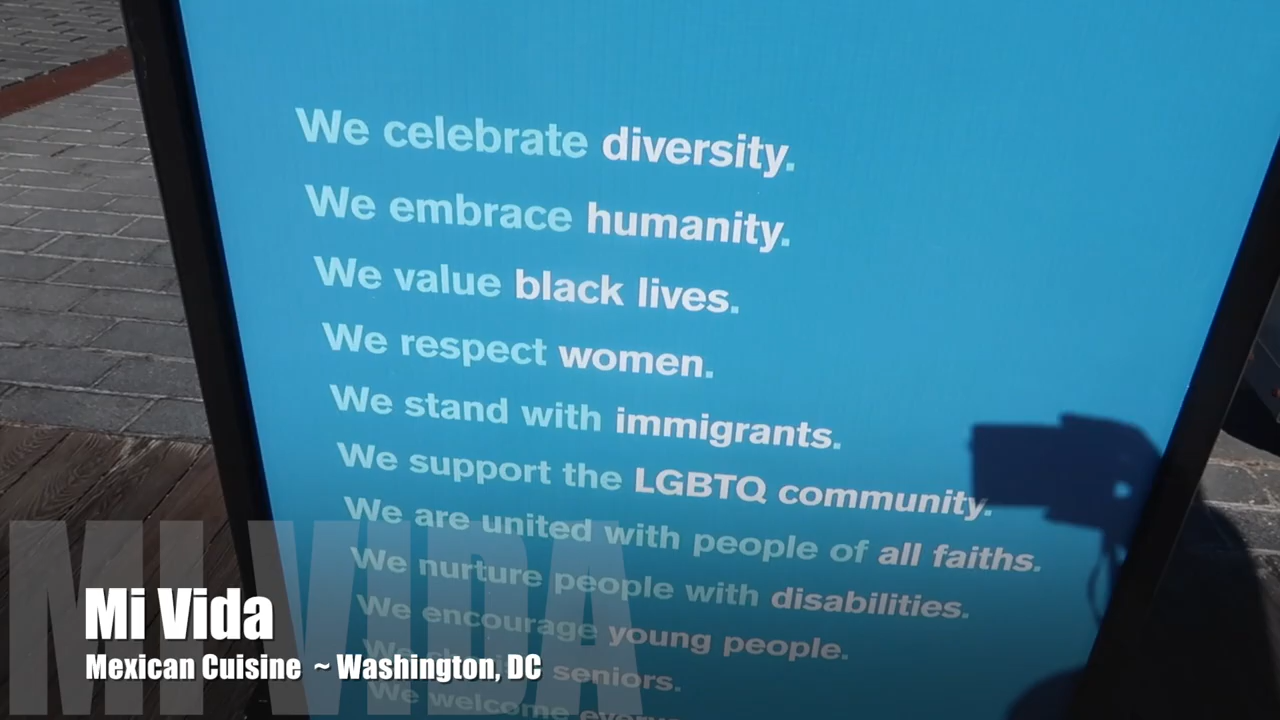 We celebrate diversity.
We embrace humanity.
We value black lives.
We respect women.
We stand with immigrants.
We support the LGBTQ community.
We are united with people of all faiths.
We nurture people with disabilities.
We encourage young people.
We seniors.
We welcome
MI VIDA
Mi Vida
Mexican Cuisine ~ Washington, DC